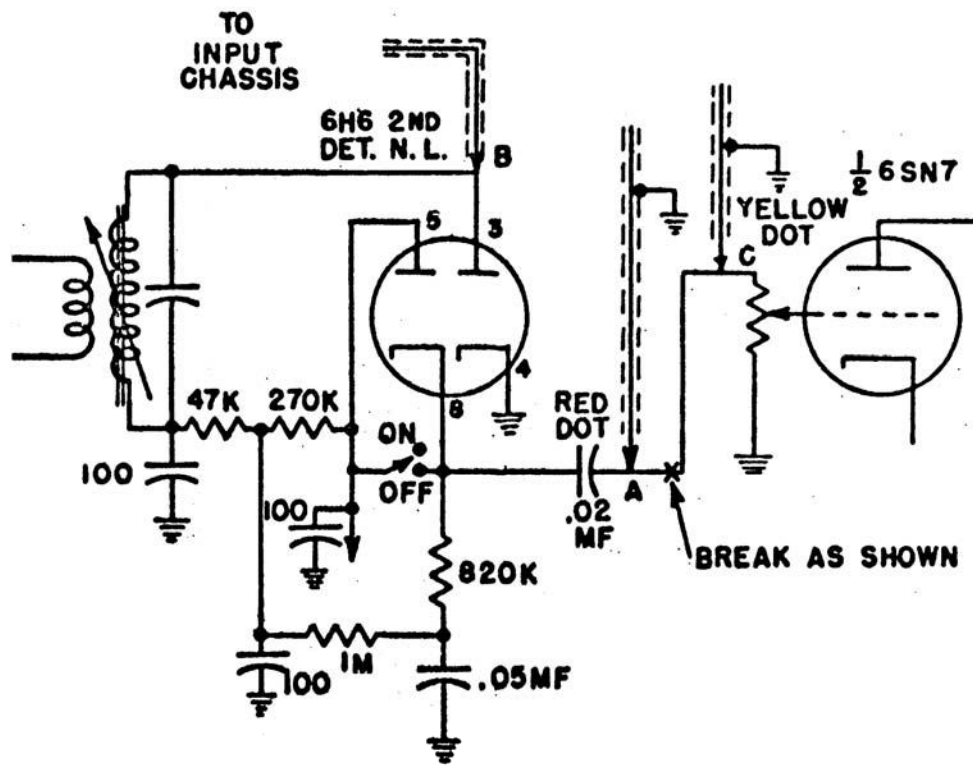 TO
INPUT
CHASSIS
6H6 2ND
DET. N.L.
B
1/2 6SN7
YELLOW
DOT
5
3
C
4
8
47K
270K
RED
DOT
ON
OFF
100
100
.02
MF
A
BREAK AS SHOWN
820K
1M
100
.05MF